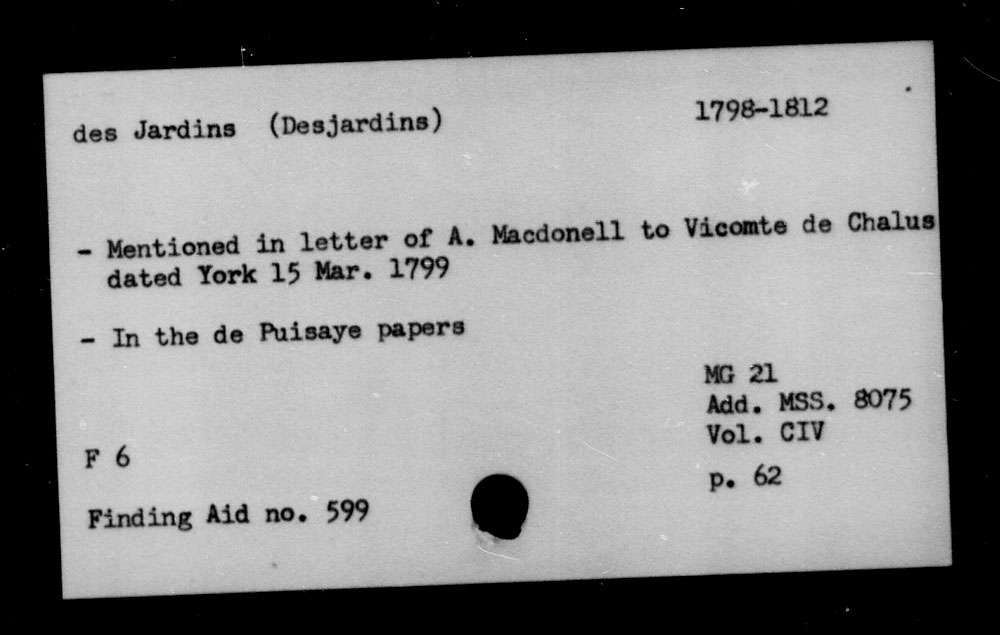 des Jardins (Desjardins) 1798-1812
- Mentioned in letter of A. Macdonell to Vicomte de Chalus
dated York 15 Mar. 1799
- In the de Puisaye papers
MG 21
Add. MSS. 8075
Vol. CIV
F 6
p. 62
Finding Aid no. 599